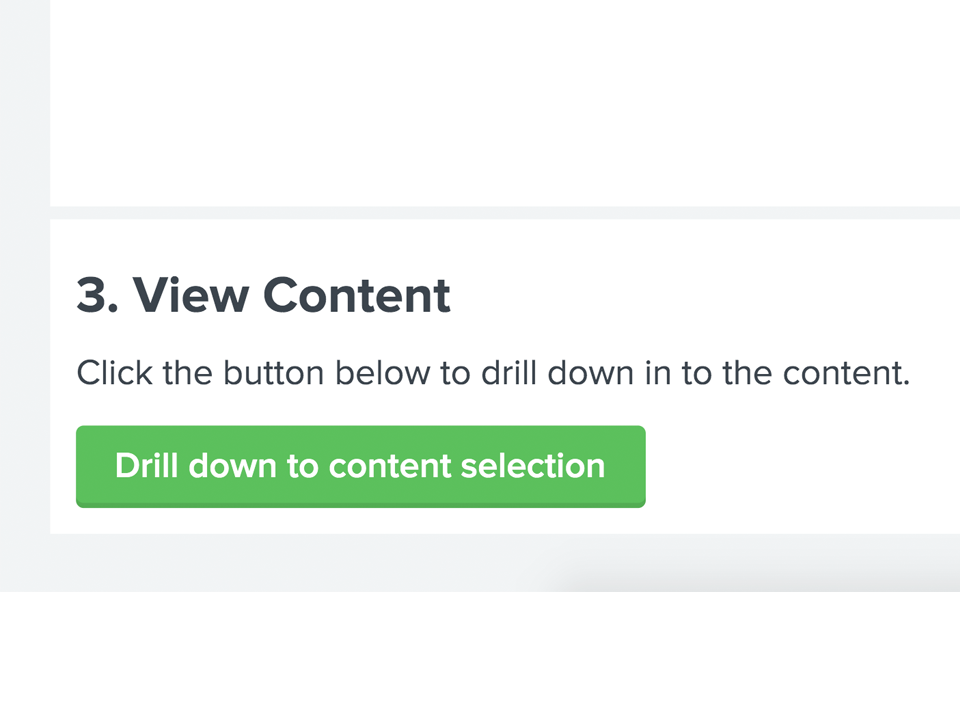 3. View Content
Click the button below to drill down in to the content.
Drill down to content selection